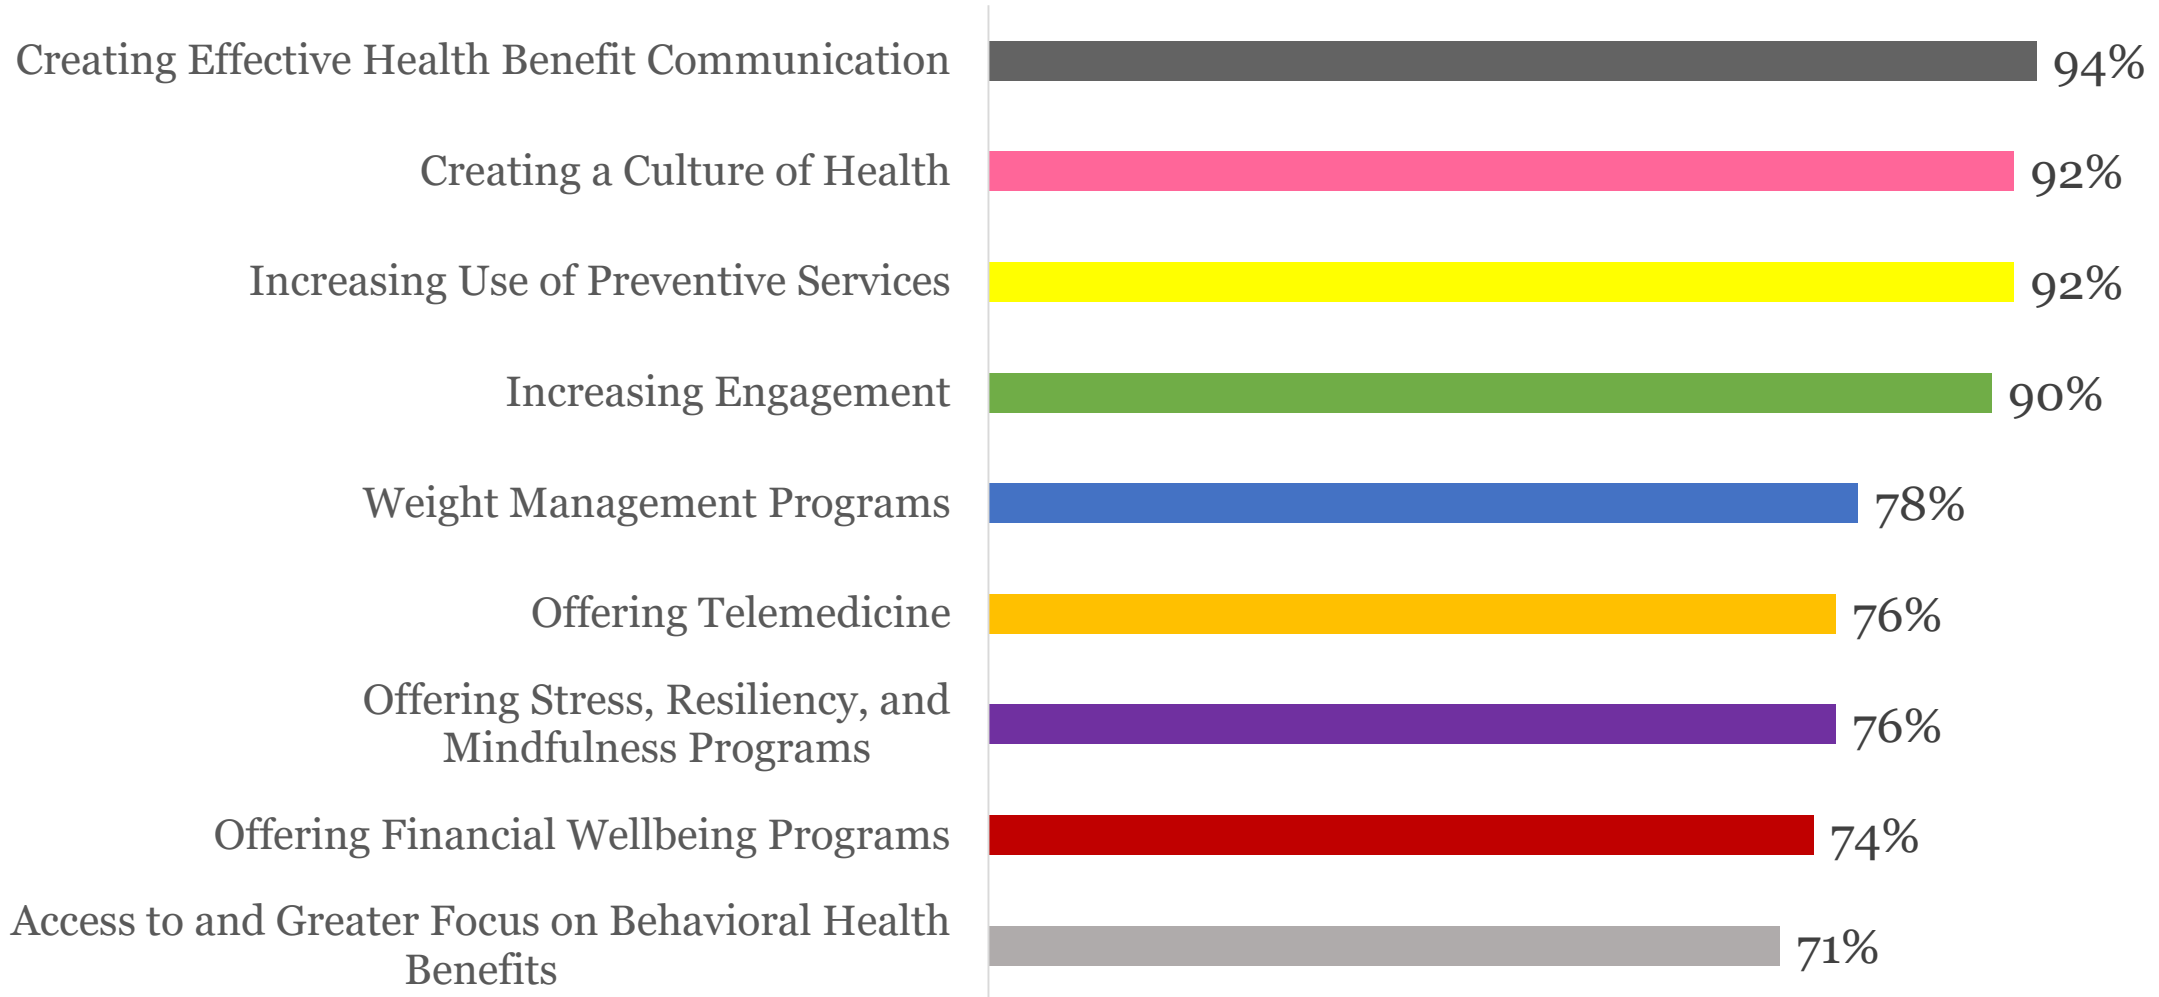 Creating Effective Health Benefit Communication 94%
Creating a Culture of Health 92%
Increasing Use of Preventive Services 92%
Increasing Engagement 90%
Weight Management Programs 78%
Offering Telemedicine 76%
Offering Stress, Resiliency, and
Mindfulness Programs 76%
Offering Financial Wellbeing Programs 74%
Access to and Greater Focus on Behavioral Health
Benefits 71%